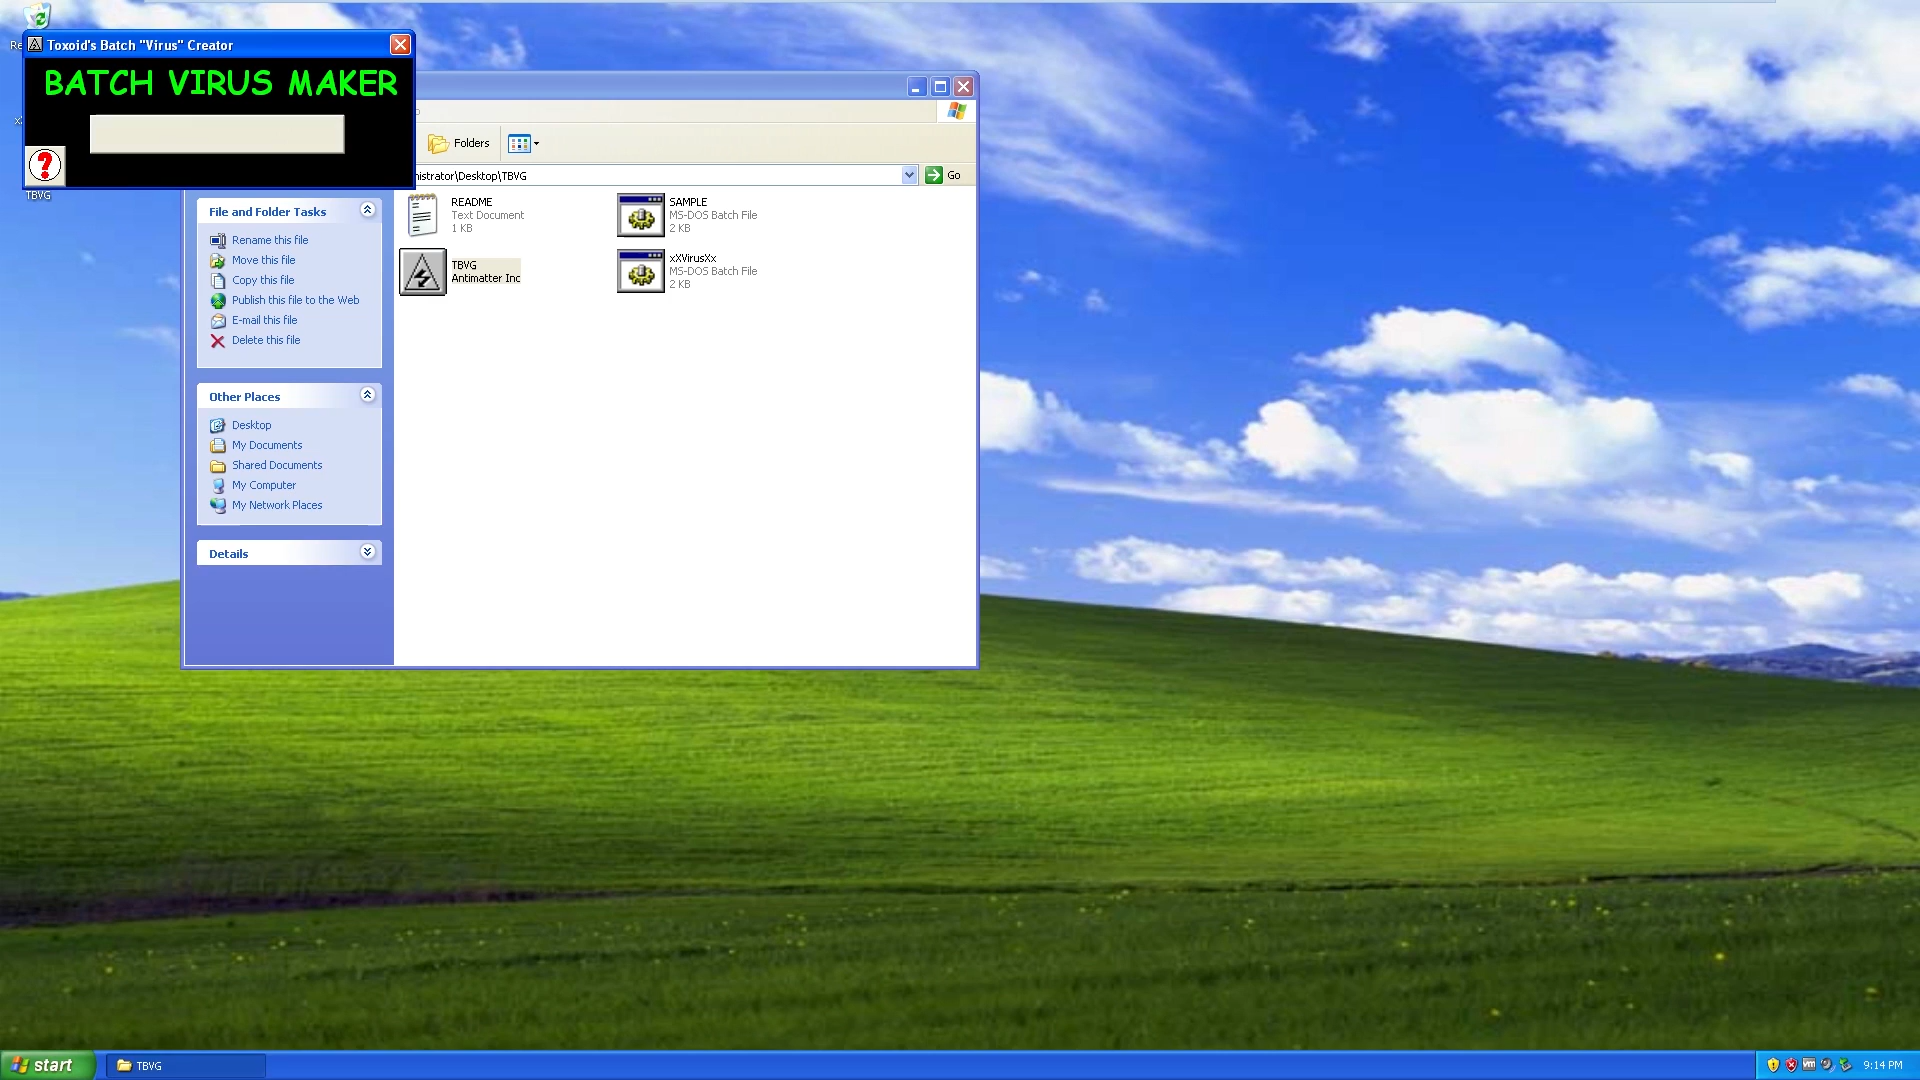 Toxoid's Batch "Virus" Creator
BATCH VIRUS MAKER
TBVG
Folders
nistrator\Desktop\TBVG
Go
File and Folder Tasks
Rename this file
Move this file
Copy this file
Publish this file to the Web
E-mail this file
Delete this file
Other Places
Desktop
My Documents
Shared Documents
My Computer
My Network Places
Details
README
Text Document
1 KB
SAMPLE
MS-DOS Batch File
2 KB
TBVG
Antimatter Inc
xXVirusXx
MS-DOS Batch File
2 KB
start
TBVG
vm
9:14 PM